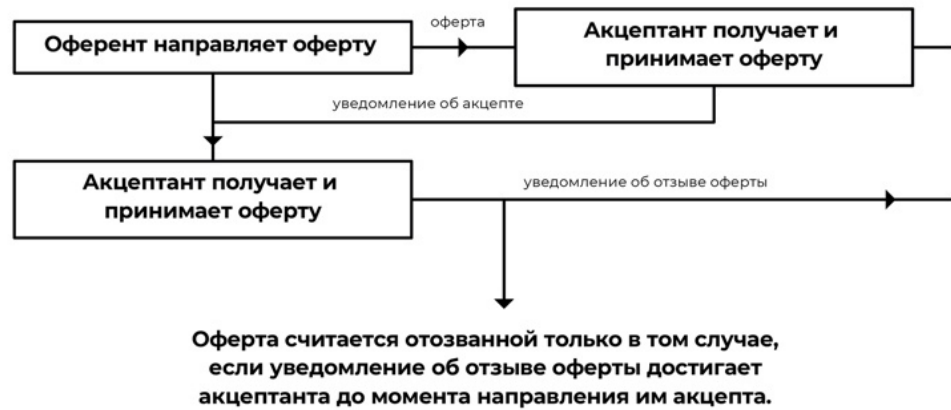 оферта
Оферент направляет оферту
Акцептант получает и
принимает оферту
уведомление об акцепте
Акцептант получает и
принимает оферту
уведомление об отзыве оферты
Оферта считается отозванной только в том случае,
если уведомление об отзыве оферты достигает
акцептанта до момента направления им акцепта.